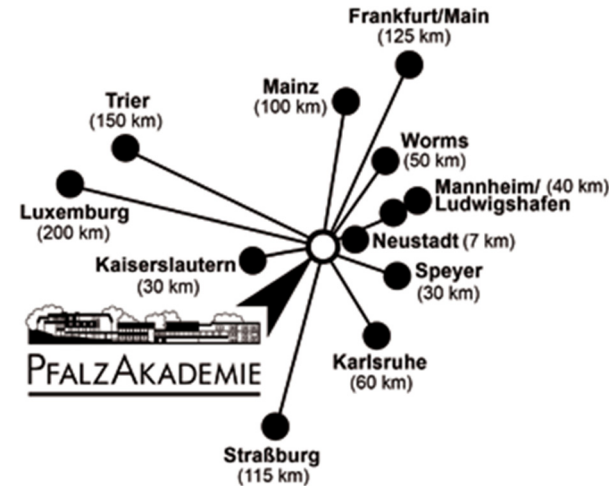 Frankfurt/Main
(125 km)
Mainz
(100 km)
Trier
(150 km)
Worms
(50 km)
Mannheim/ (40 km)
Ludwigshafen
Luxemburg
(200 km)
Neustadt (7 km)
Kaiserslautern
(30 km)
Speyer
(30 km)
PFALZAKADEMIE
Karlsruhe
(60 km)
Straßburg
(115 km)